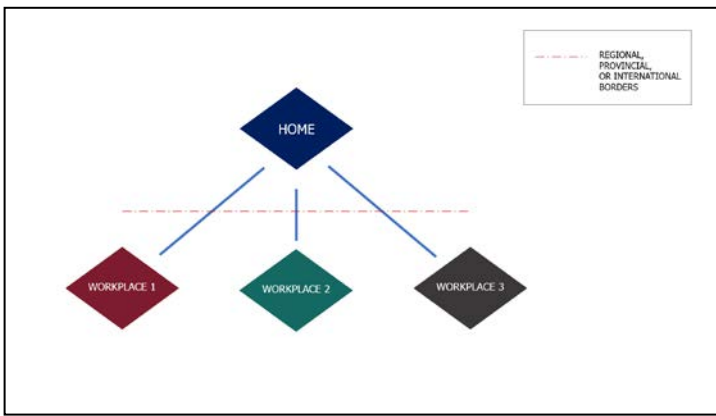 REGIONAL,
PROVINCIAL,
OR INTERNATIONAL
BORDERS
HOME
WORKPLACE 1
WORKPLACE 2
WORKPLACE 3